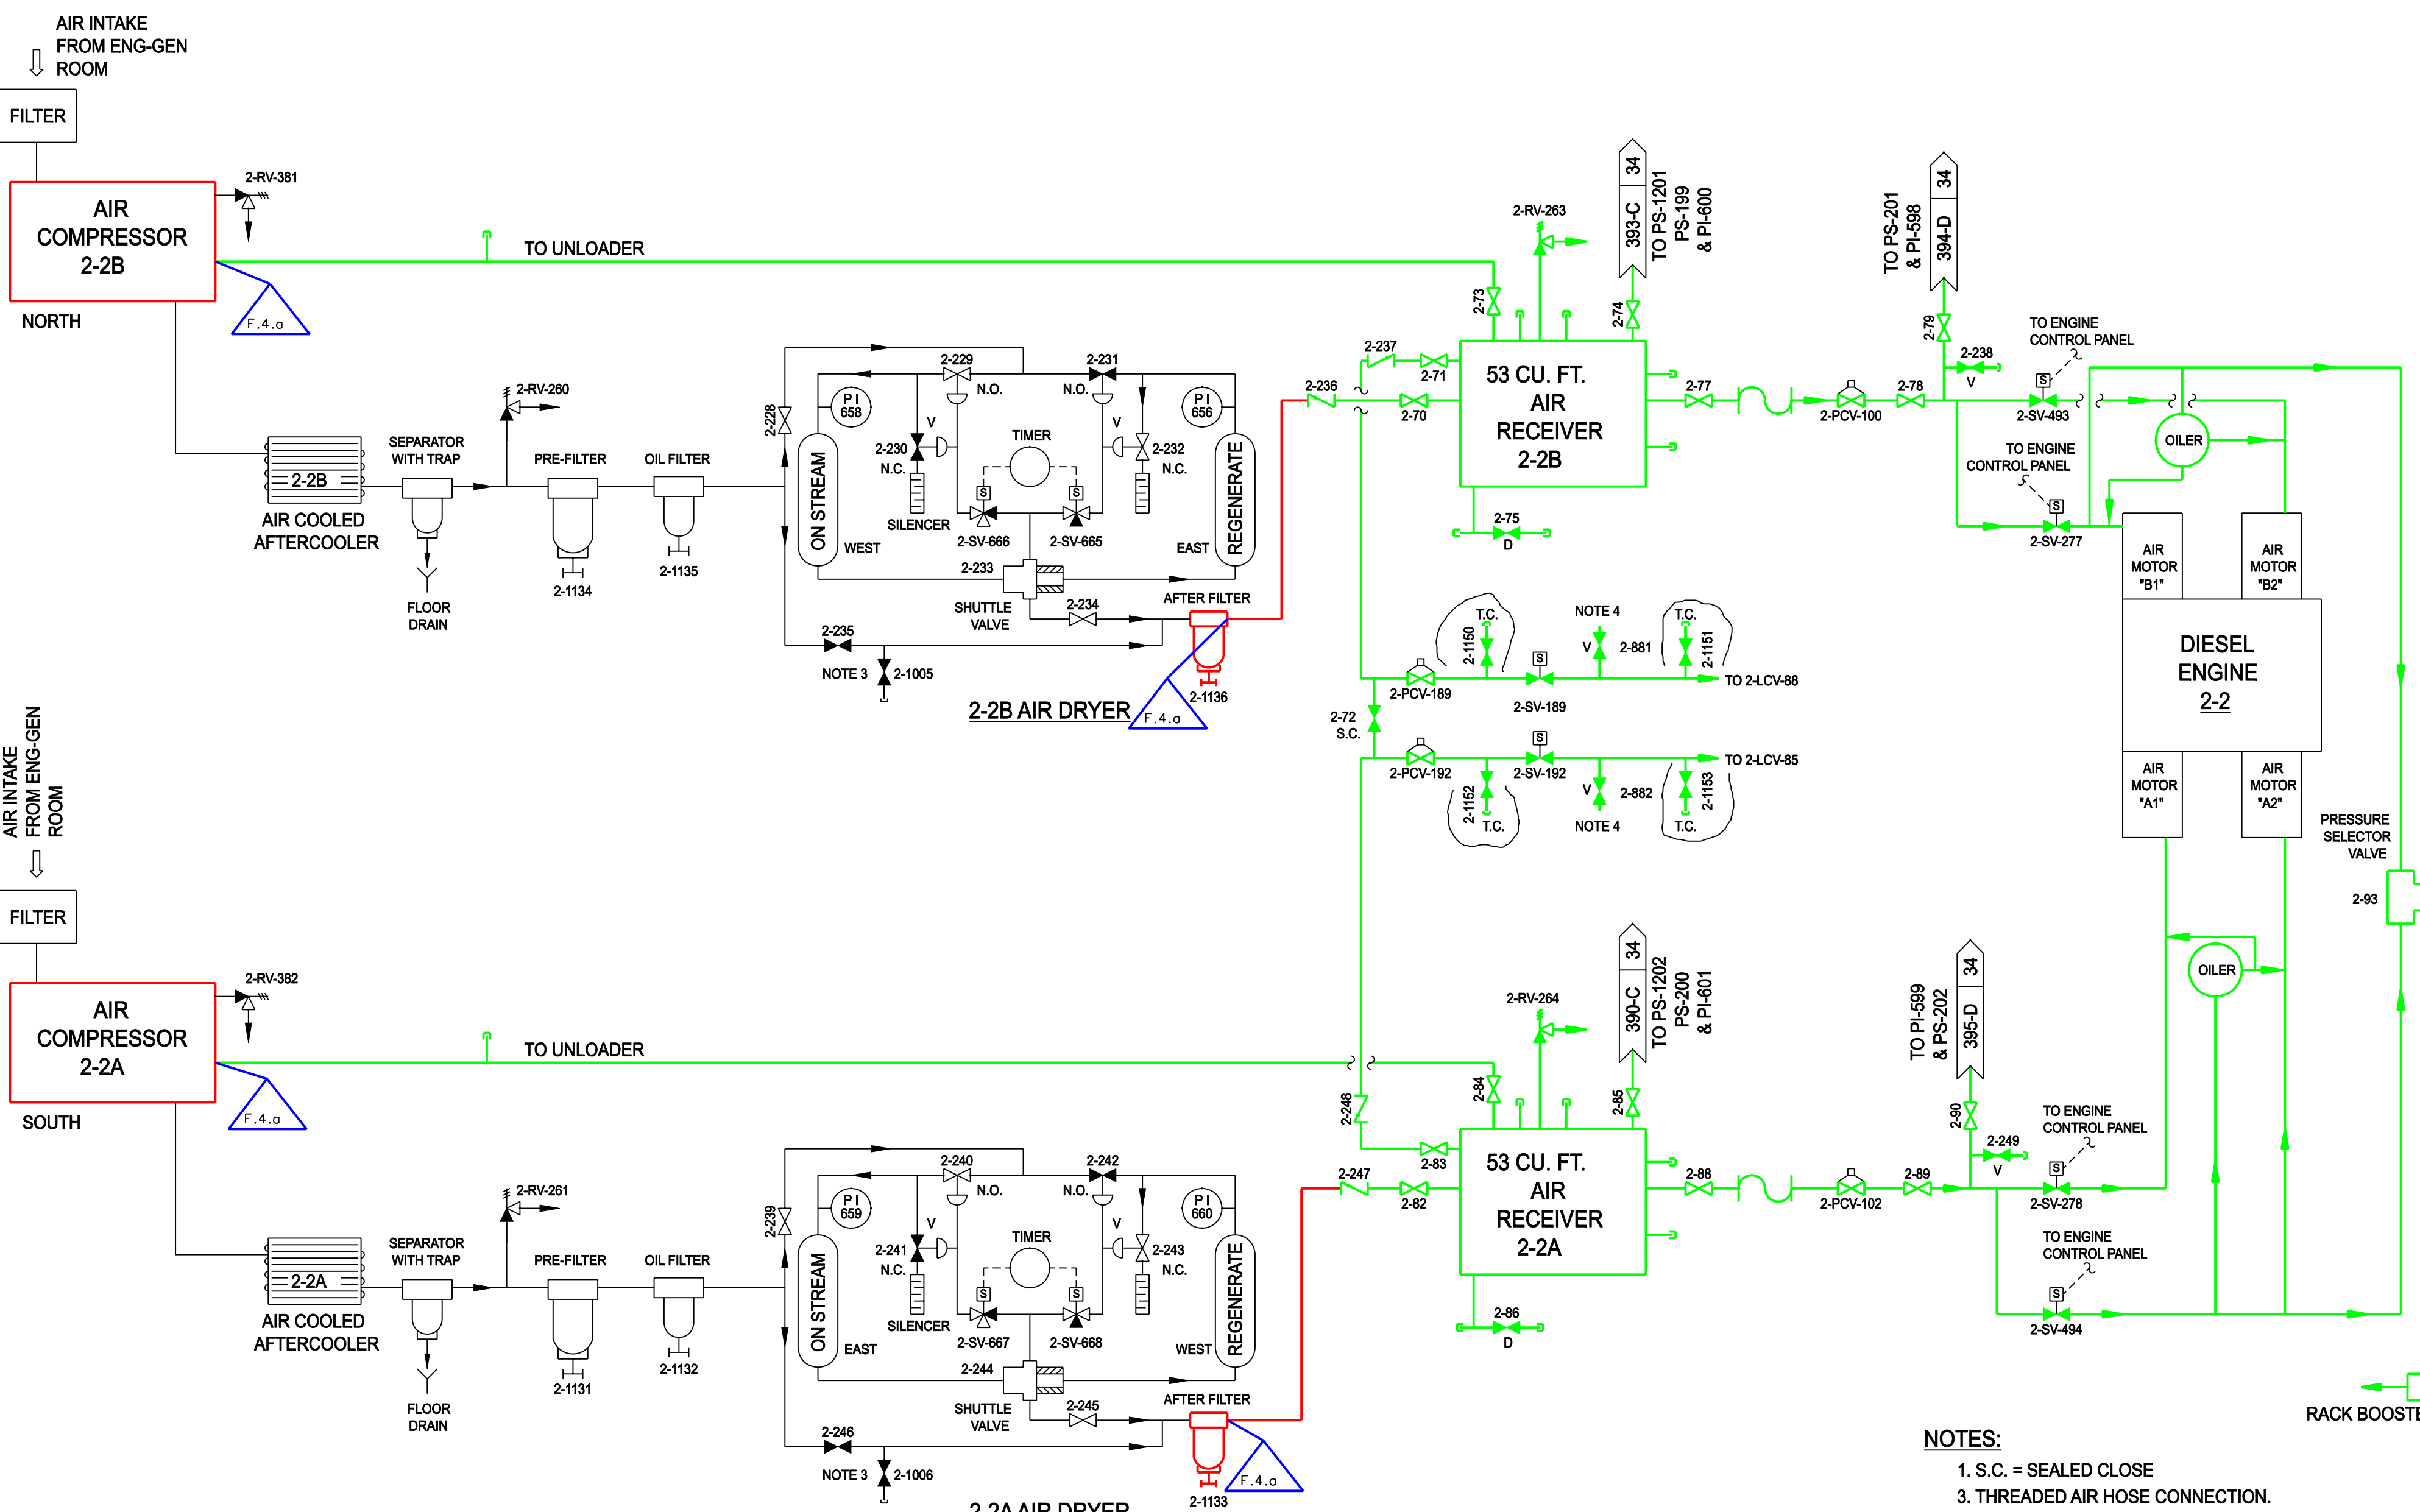 AIR INTAKE
FROM ENG-GEN
ROOM
FILTER
AIR
COMPRESSOR
2-2B
NORTH
2-RV-381
F.4.a
TO UNLOADER
2-2B
AIR COOLED
AFTERCOOLER
SEPARATOR
WITH TRAP
FLOOR
DRAIN
2-RV-260
PRE-FILTER
2-1134
OIL FILTER
2-1135
2-228
ON STREAM
WEST
PI
658
2-229
N.O.
2-231
N.O.
PI
656
V
2-230
N.C.
SILENCER
TIMER
S
S
2-SV-666
2-SV-665
V
2-232
N.C.
REGENERATE
EAST
2-233
SHUTTLE
VALVE
2-234
AFTER FILTER
2-235
NOTE 3
2-1005
2-1136
2-2B AIR DRYER
F.4.a
2-236
2-237
2-71
2-70
2-73
2-RV-263
2-74
393-C
34
TO PS-1201
PS-199
& PI-600
53 CU. FT.
AIR
RECEIVER
2-2B
2-75
D
2-77
2-PCV-100
2-78
2-79
TO PS-201
& PI-598
394-D
34
2-238
V
TO ENGINE
CONTROL PANEL
S
2-SV-493
TO ENGINE
CONTROL PANEL
S
2-SV-277
OILER
AIR
MOTOR
"B1"
AIR
MOTOR
"B2"
DIESEL
ENGINE
2-2
AIR
MOTOR
"A1"
AIR
MOTOR
"A2"
T.C.
2-1150
2-PCV-189
S
2-SV-189
NOTE 4
V
2-881
T.C.
2-1151
TO 2-LCV-88
2-72
S.C.
2-PCV-192
2-1152
T.C.
S
2-SV-192
V
2-882
NOTE 4
2-1153
T.C.
TO 2-LCV-85
PRESSURE
SELECTOR
VALVE
2-93
AIR INTAKE
FROM ENG-GEN
ROOM
FILTER
AIR
COMPRESSOR
2-2A
SOUTH
2-RV-382
F.4.a
TO UNLOADER
2-2A
AIR COOLED
AFTERCOOLER
SEPARATOR
WITH TRAP
FLOOR
DRAIN
2-RV-261
PRE-FILTER
2-1131
OIL FILTER
2-1132
2-239
ON STREAM
EAST
PI
659
2-240
N.O.
2-242
N.O.
PI
660
V
2-241
N.C.
SILENCER
TIMER
S
S
2-SV-667
2-SV-668
V
2-243
N.C.
REGENERATE
WEST
2-244
SHUTTLE
VALVE
2-245
AFTER FILTER
2-246
NOTE 3
2-1006
2-1133
2-2A AIR DRYER
F.4.a
2-248
2-83
2-247
2-82
2-84
2-RV-264
2-85
390-C
34
TO PS-1202
PS-200
& PI-601
53 CU. FT.
AIR
RECEIVER
2-2A
2-86
D
2-88
2-PCV-102
2-89
2-90
TO PI-599
& PS-202
395-D
34
2-249
V
TO ENGINE
CONTROL PANEL
S
2-SV-278
TO ENGINE
CONTROL PANEL
S
2-SV-494
OILER
RACK BOOSTE
NOTES:
1. S.C. = SEALED CLOSE
3. THREADED AIR HOSE CONNECTION.